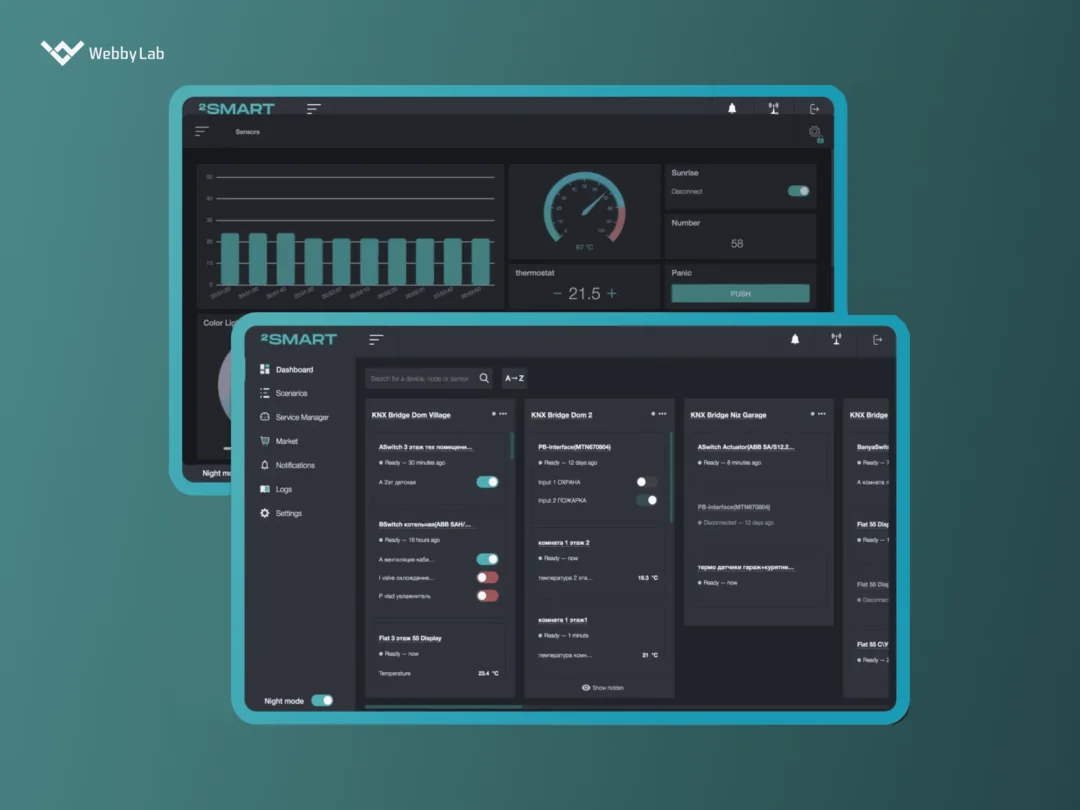 Webby Lab
²SMART
Sensors
50
40
30
20
10
0
67 °C
thermostat
− 21.5 +
Sunrise
Disconnect
Number
58
Panic
PUSH
Color Lig
Night mo
²SMART
Dashboard
Scenarios
Service Manager
Market
Notifications
Logs
Settings
Night mode
Search for a device, node or sensor
A→Z
KNX Bridge Dom Village
ASwitch 3 этаж тех помещени...
Ready — 30 minutes ago
A 2эт детская
BSwitch котельная(ABB SAH/...
Ready — 16 hours ago
A вентиляция каби...
I valve охлождения...
P vlad увлажнитель
Flat 3 этаж 55 Display
Ready — now
Temperature 23.4 °C
KNX Bridge Dom 2
PB-interface(MTN670804)
Ready — 12 days ago
Input 1 ОХРАНА
Input 2 ПОЖАРКА
комната 1 этаж 2
Ready — now
температура 2 эта... 19.3 °C
комната 1 этаж1
Ready — 1 minute
температура комн... 21 °C
Show hidden
KNX Bridge Niz Garage
ASwitch Actuator(ABB SA/S12.2...
Ready — 8 minutes ago
PB-interface(MTN670804)
Disconnected — 12 days ago
термо датчики гараж+курятни...
Ready — now
KNX Bridge
BanyaSwit
Ready — 7
A комнате л
Flat 55 Disp
Ready — 1
Flat 55 Disp
Disconnec
Flat 55 С\У
Ready — 2